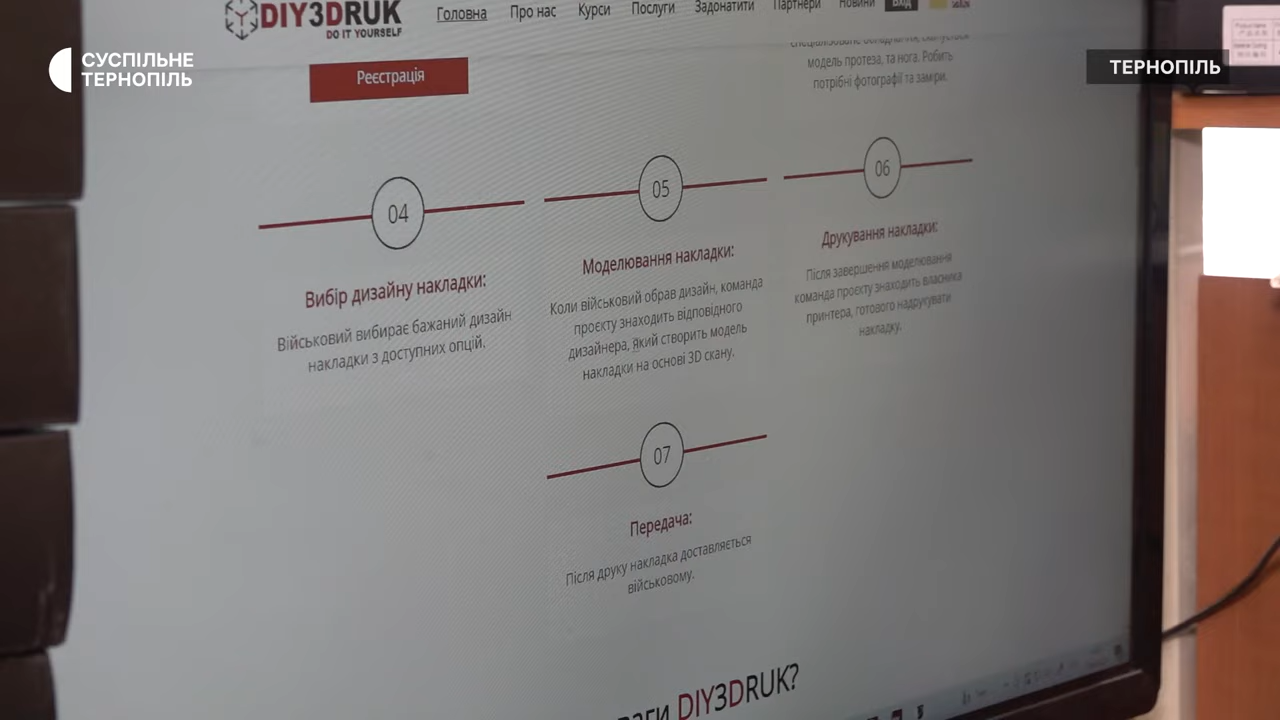 DIY3DRUK
DO IT YOURSELF
Головна Про нас Курси Послуги Задонатити Партнери Новини Вхід
СУСПІЛЬНЕ
ТЕРНОПІЛЬ
ТЕРНОПІЛЬ
Реєстрація
модель протеза, та нога. Робить
потрібні фотографії та заміри.
04
Вибір дизайну накладки:
Військовий вибирає бажаний дизайн
накладки з доступних опцій.
05
Моделювання накладки:
Коли військовий обрав дизайн, команда
проєкту знаходить відповідного
дизайнера, який створить модель
накладки на основі 3D скану.
06
Друкування накладки:
Після завершення моделювання
команда проєкту знаходить власника
принтера, готового надрукувати
накладку.
07
Передача:
Після друку накладка доставляється
військовому.
DIY3DRUK?